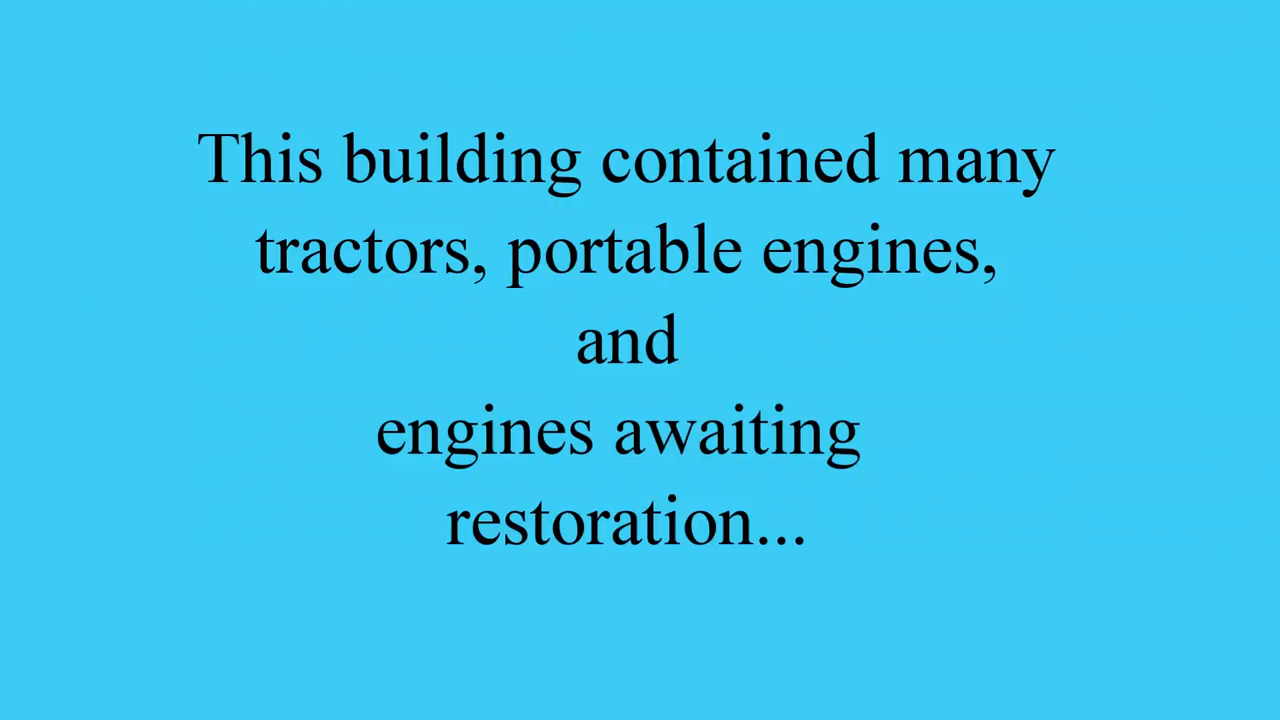 This building contained many
tractors, portable engines,
and
engines awaiting
restoration...